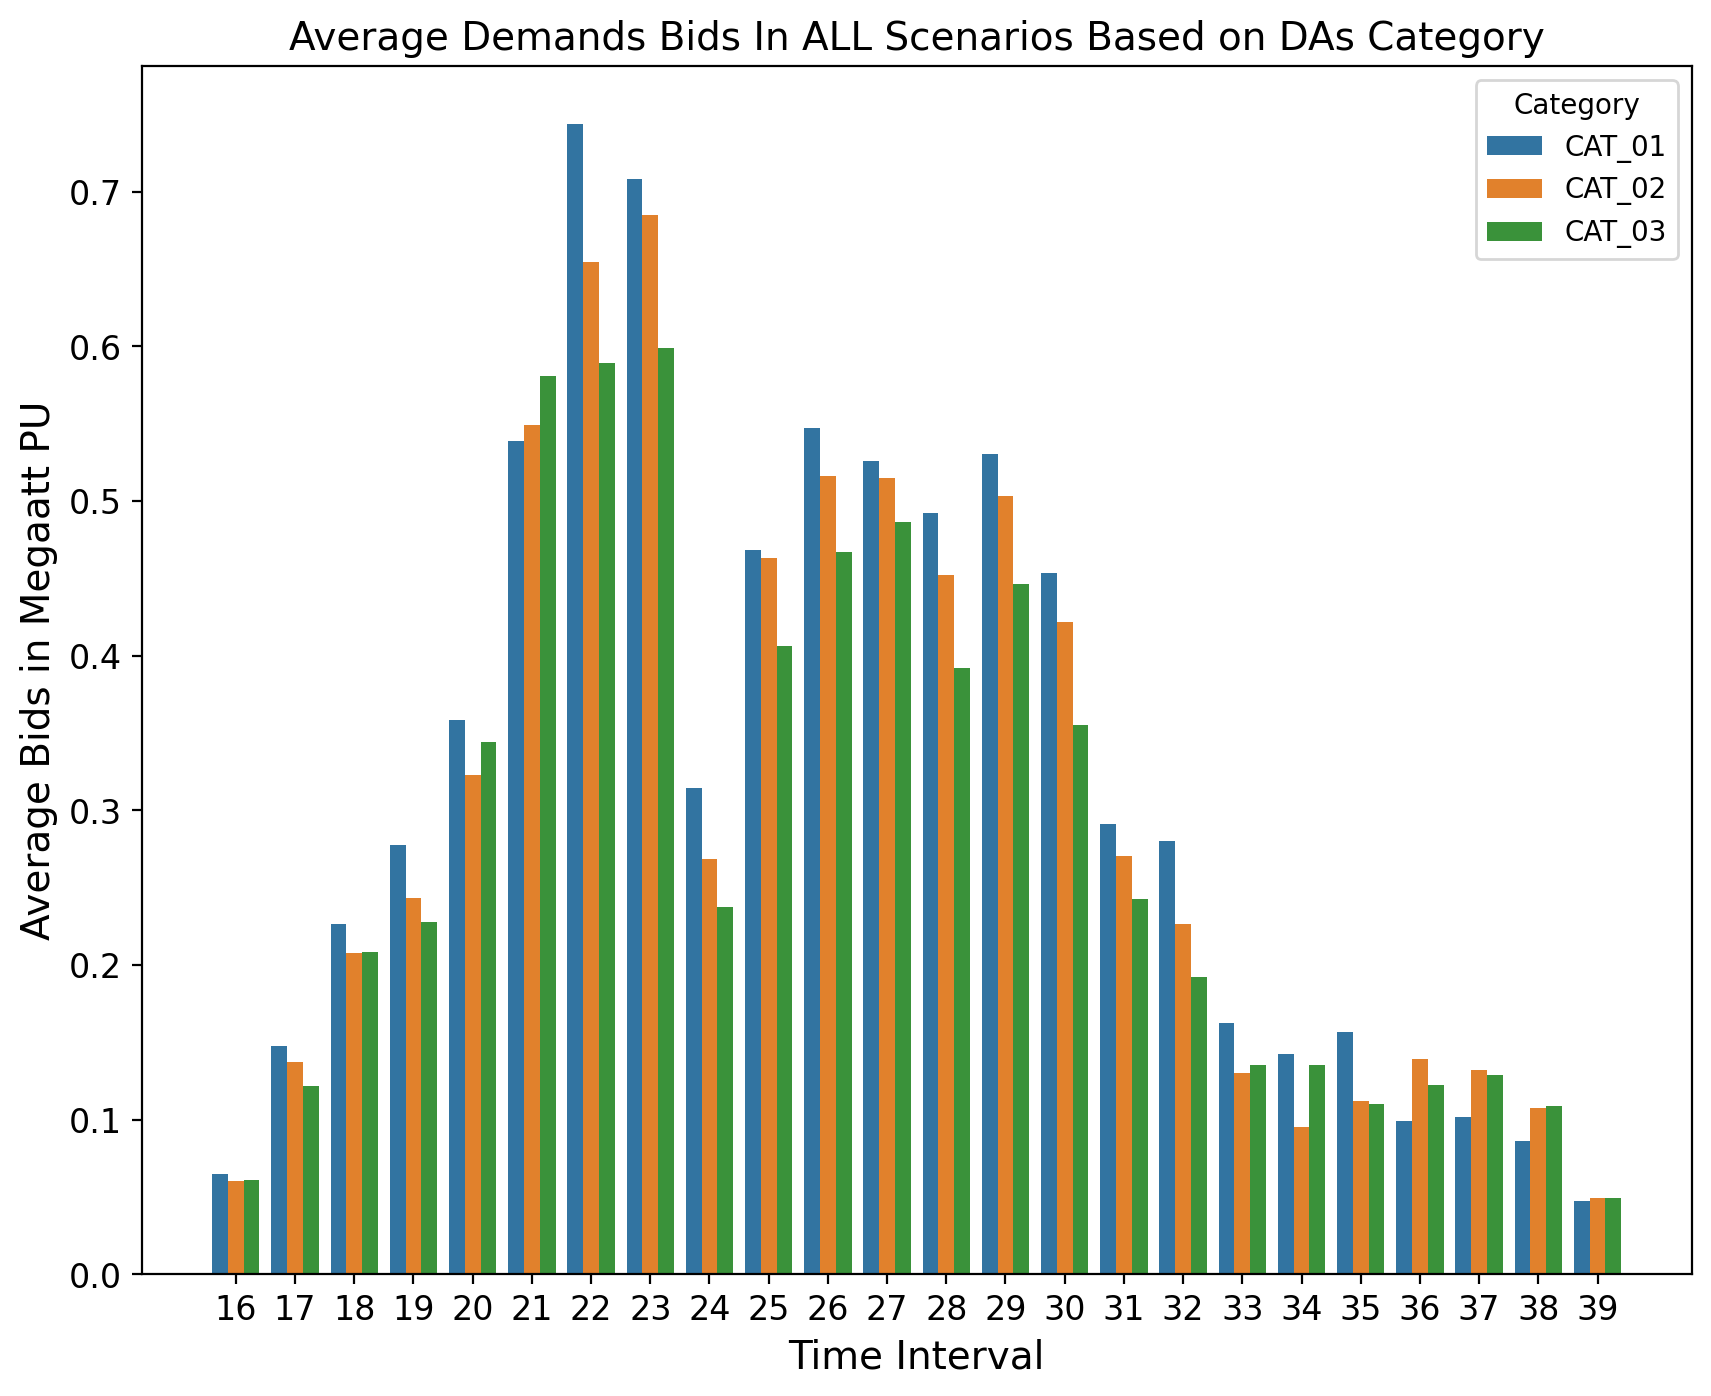 Average Demands Bids In ALL Scenarios Based on DAs Category
Category
CAT_01
CAT_02
CAT_03
Average Bids in Megaatt PU
0.7
0.6
0.5
0.4
0.3
0.2
0.1
0.0
16 17 18 19 20 21 22 23 24 25 26 27 28 29 30 31 32 33 34 35 36 37 38 39
Time Interval